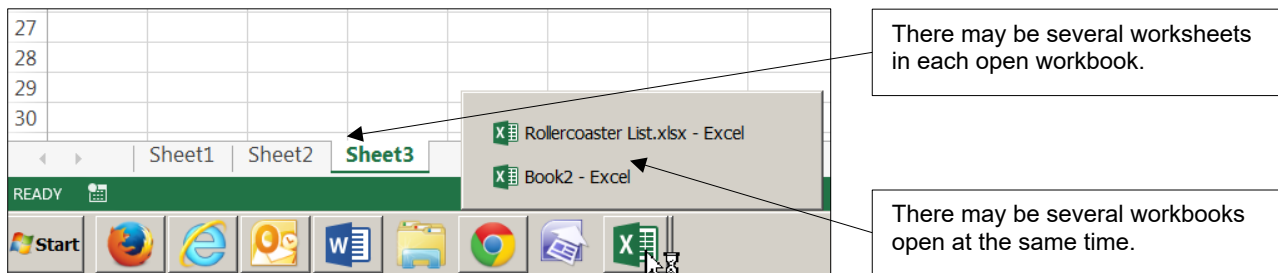 27
28
29
30
Sheet1 Sheet2 Sheet3
READY
Rollercoaster List.xlsx - Excel
Book2 - Excel
Start
There may be several worksheets
in each open workbook.
There may be several workbooks
open at the same time.